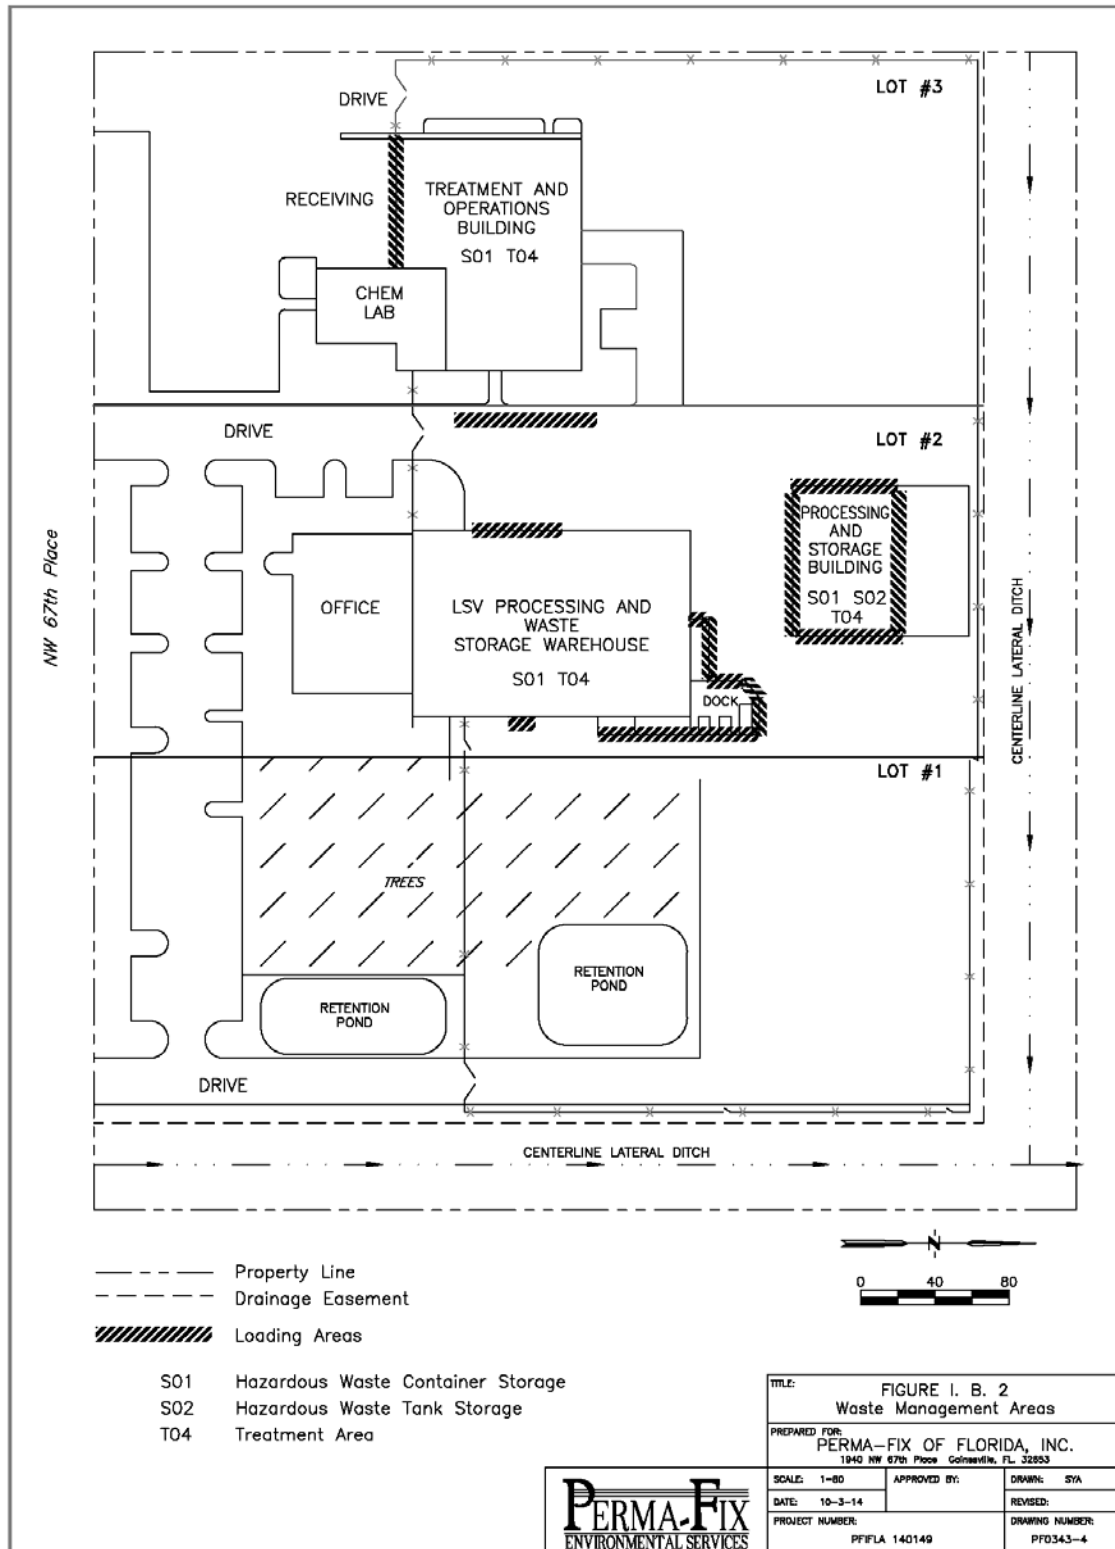 LOT #3
DRIVE
RECEIVING
TREATMENT AND
OPERATIONS
BUILDING
S01 T04
CHEM
LAB
DRIVE
LOT #2
NW 67th Place
PROCESSING
AND
STORAGE
BUILDING
S01 S02
T04
OFFICE
LSV PROCESSING AND
WASTE
STORAGE WAREHOUSE
S01 T04
DOCK
CENTERLINE LATERAL DITCH
LOT #1
TREES
RETENTION
POND
RETENTION
POND
DRIVE
CENTERLINE LATERAL DITCH
N
0 40 80
Property Line
Drainage Easement
Loading Areas
S01 Hazardous Waste Container Storage
S02 Hazardous Waste Tank Storage
T04 Treatment Area
TITLE:
FIGURE I. B. 2
Waste Management Areas
PREPARED FOR:
PERMA-FIX OF FLORIDA, INC.
1940 NW 67th Place Gainesville, FL. 32653
SCALE: 1-80 APPROVED BY: DRAWN: SYA
DATE: 10-3-14 REVISED:
PROJECT NUMBER: DRAWING NUMBER:
PFIFLA 140149 PF0343-4
PERMA-FIX
ENVIRONMENTAL SERVICES